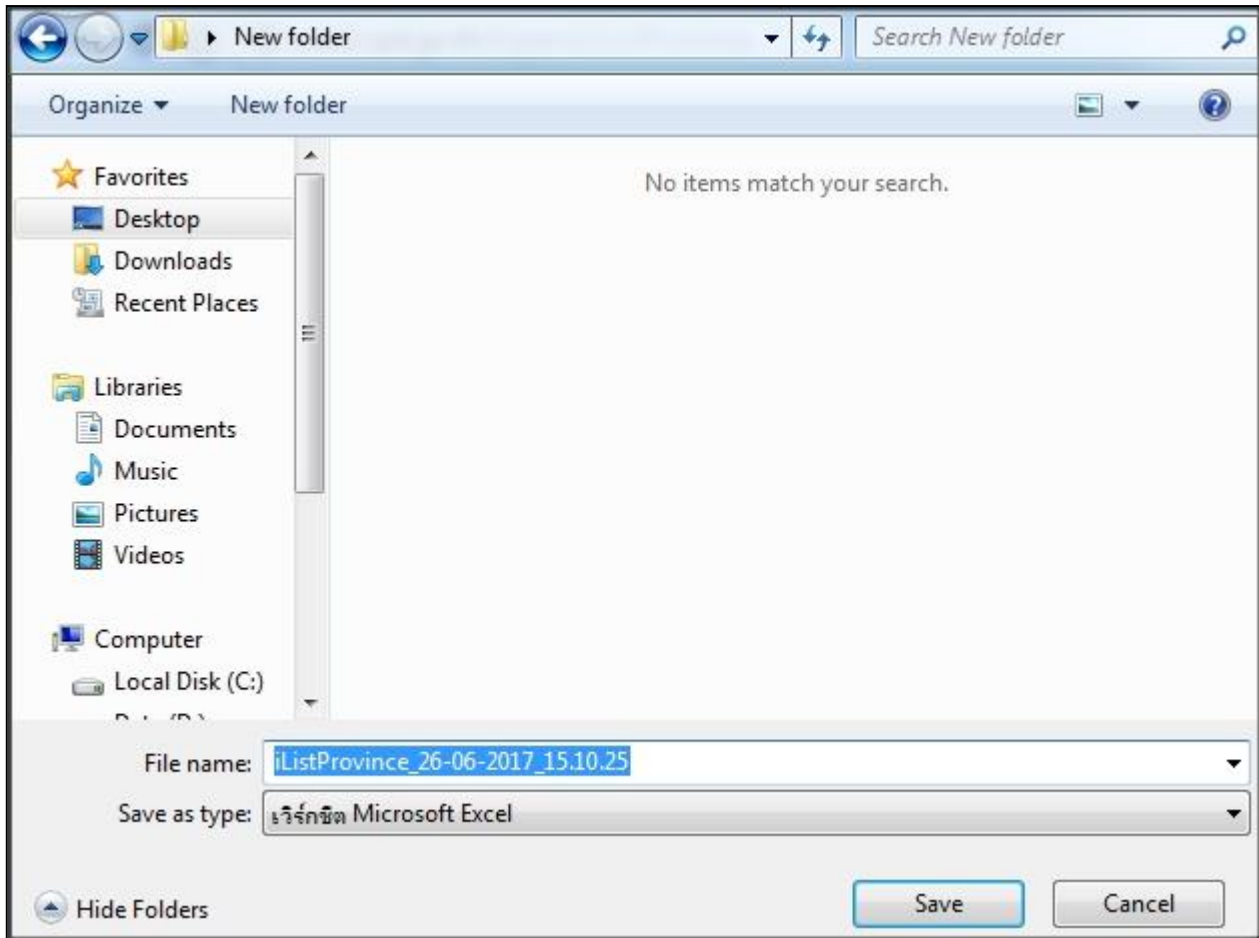 New folder
Search New folder
Organize
New folder
No items match your search.
Favorites
Desktop
Downloads
Recent Places
Libraries
Documents
Music
Pictures
Videos
Computer
Local Disk (C:)
File name: iListProvince_26-06-2017_15.10.25
Save as type: เวิร์กชีต Microsoft Excel
Hide Folders
Save
Cancel